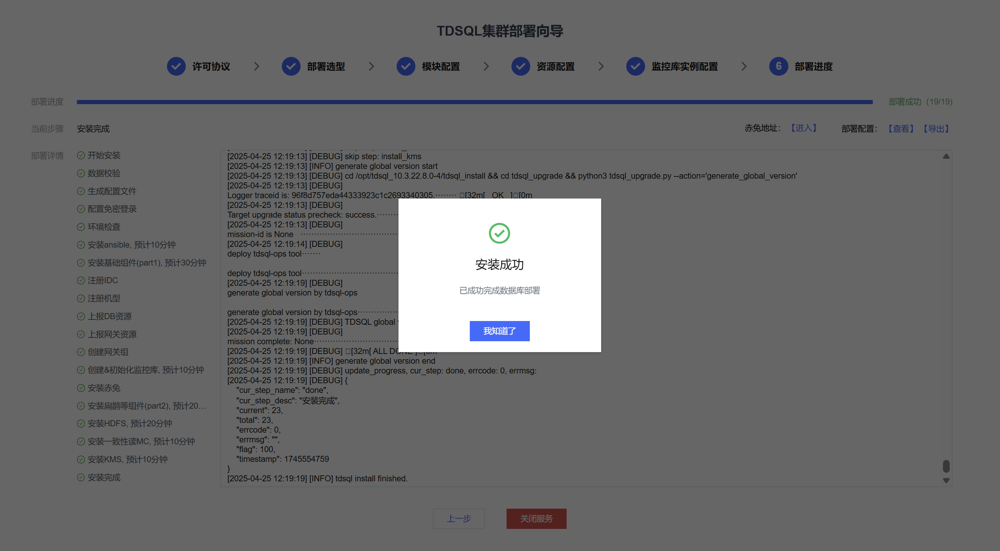 TDSQL集群部署向导
许可协议 部署选型 模块配置 资源配置 监控库实例配置 6 部署进度
部署进度 部署成功（19/19）
当前步骤 安装完成 赤兔地址： 【进入】 部署配置： 【查看】 【导出】
部署详情
开始安装
数据校验
生成配置文件
配置免密登录
环境检查
安装ansible, 预计10分钟
安装基础组件(part1), 预计30分钟
注册IDC
注册机型
上报DB资源
上报网关资源
创建网关组
创建&初始化监控库, 预计10分钟
安装赤兔
安装扁鹊等组件(part2), 预计20...
安装HDFS, 预计20分钟
安装一致性读MC, 预计10分钟
安装KMS, 预计10分钟
安装完成
[2025-04-25 12:19:13] [DEBUG] skip step: install_kms
[2025-04-25 12:19:13] [INFO] generate global version start
[2025-04-25 12:19:13] [DEBUG] cd /opt/tdsql_10.3.22.8.0-4/tdsql_install && cd tdsql_upgrade && python3 tdsql_upgrade.py --action='generate_global_version'
[2025-04-25 12:19:13] [DEBUG]
Logger traceid is: 96f8d757eda44333923c1c2693340305.········ □[32m[   OK   ]□[0m
[2025-04-25 12:19:13] [DEBUG]
Target upgrade status precheck: success.········
[2025-04-25 12:19:13] [DEBUG]
mission-id is None ····································
[2025-04-25 12:19:14] [DEBUG]
deploy tdsql-ops tool·······
deploy tdsql-ops tool····································
[2025-04-25 12:19:19] [DEBUG]
generate global version by tdsql-ops
generate global version by tdsql-ops···············
[2025-04-25 12:19:19] [DEBUG] TDSQL global
[2025-04-25 12:19:19] [DEBUG]
mission complete: None·······························
[2025-04-25 12:19:19] [DEBUG] □[32m[ ALL DONE ]□[0m
[2025-04-25 12:19:19] [INFO] generate global version end
[2025-04-25 12:19:19] [DEBUG] update_progress, cur_step: done, errcode: 0, errmsg:
[2025-04-25 12:19:19] [DEBUG] {
"cur_step_name": "done",
"cur_step_desc": "安装完成",
"current": 23,
"total": 23,
"errcode": 0,
"errmsg": "",
"flag": 100,
"timestamp": 1745554759
}
[2025-04-25 12:19:19] [INFO] tdsql install finished.
安装成功
已成功完成数据库部署
我知道了
上一步 关闭服务